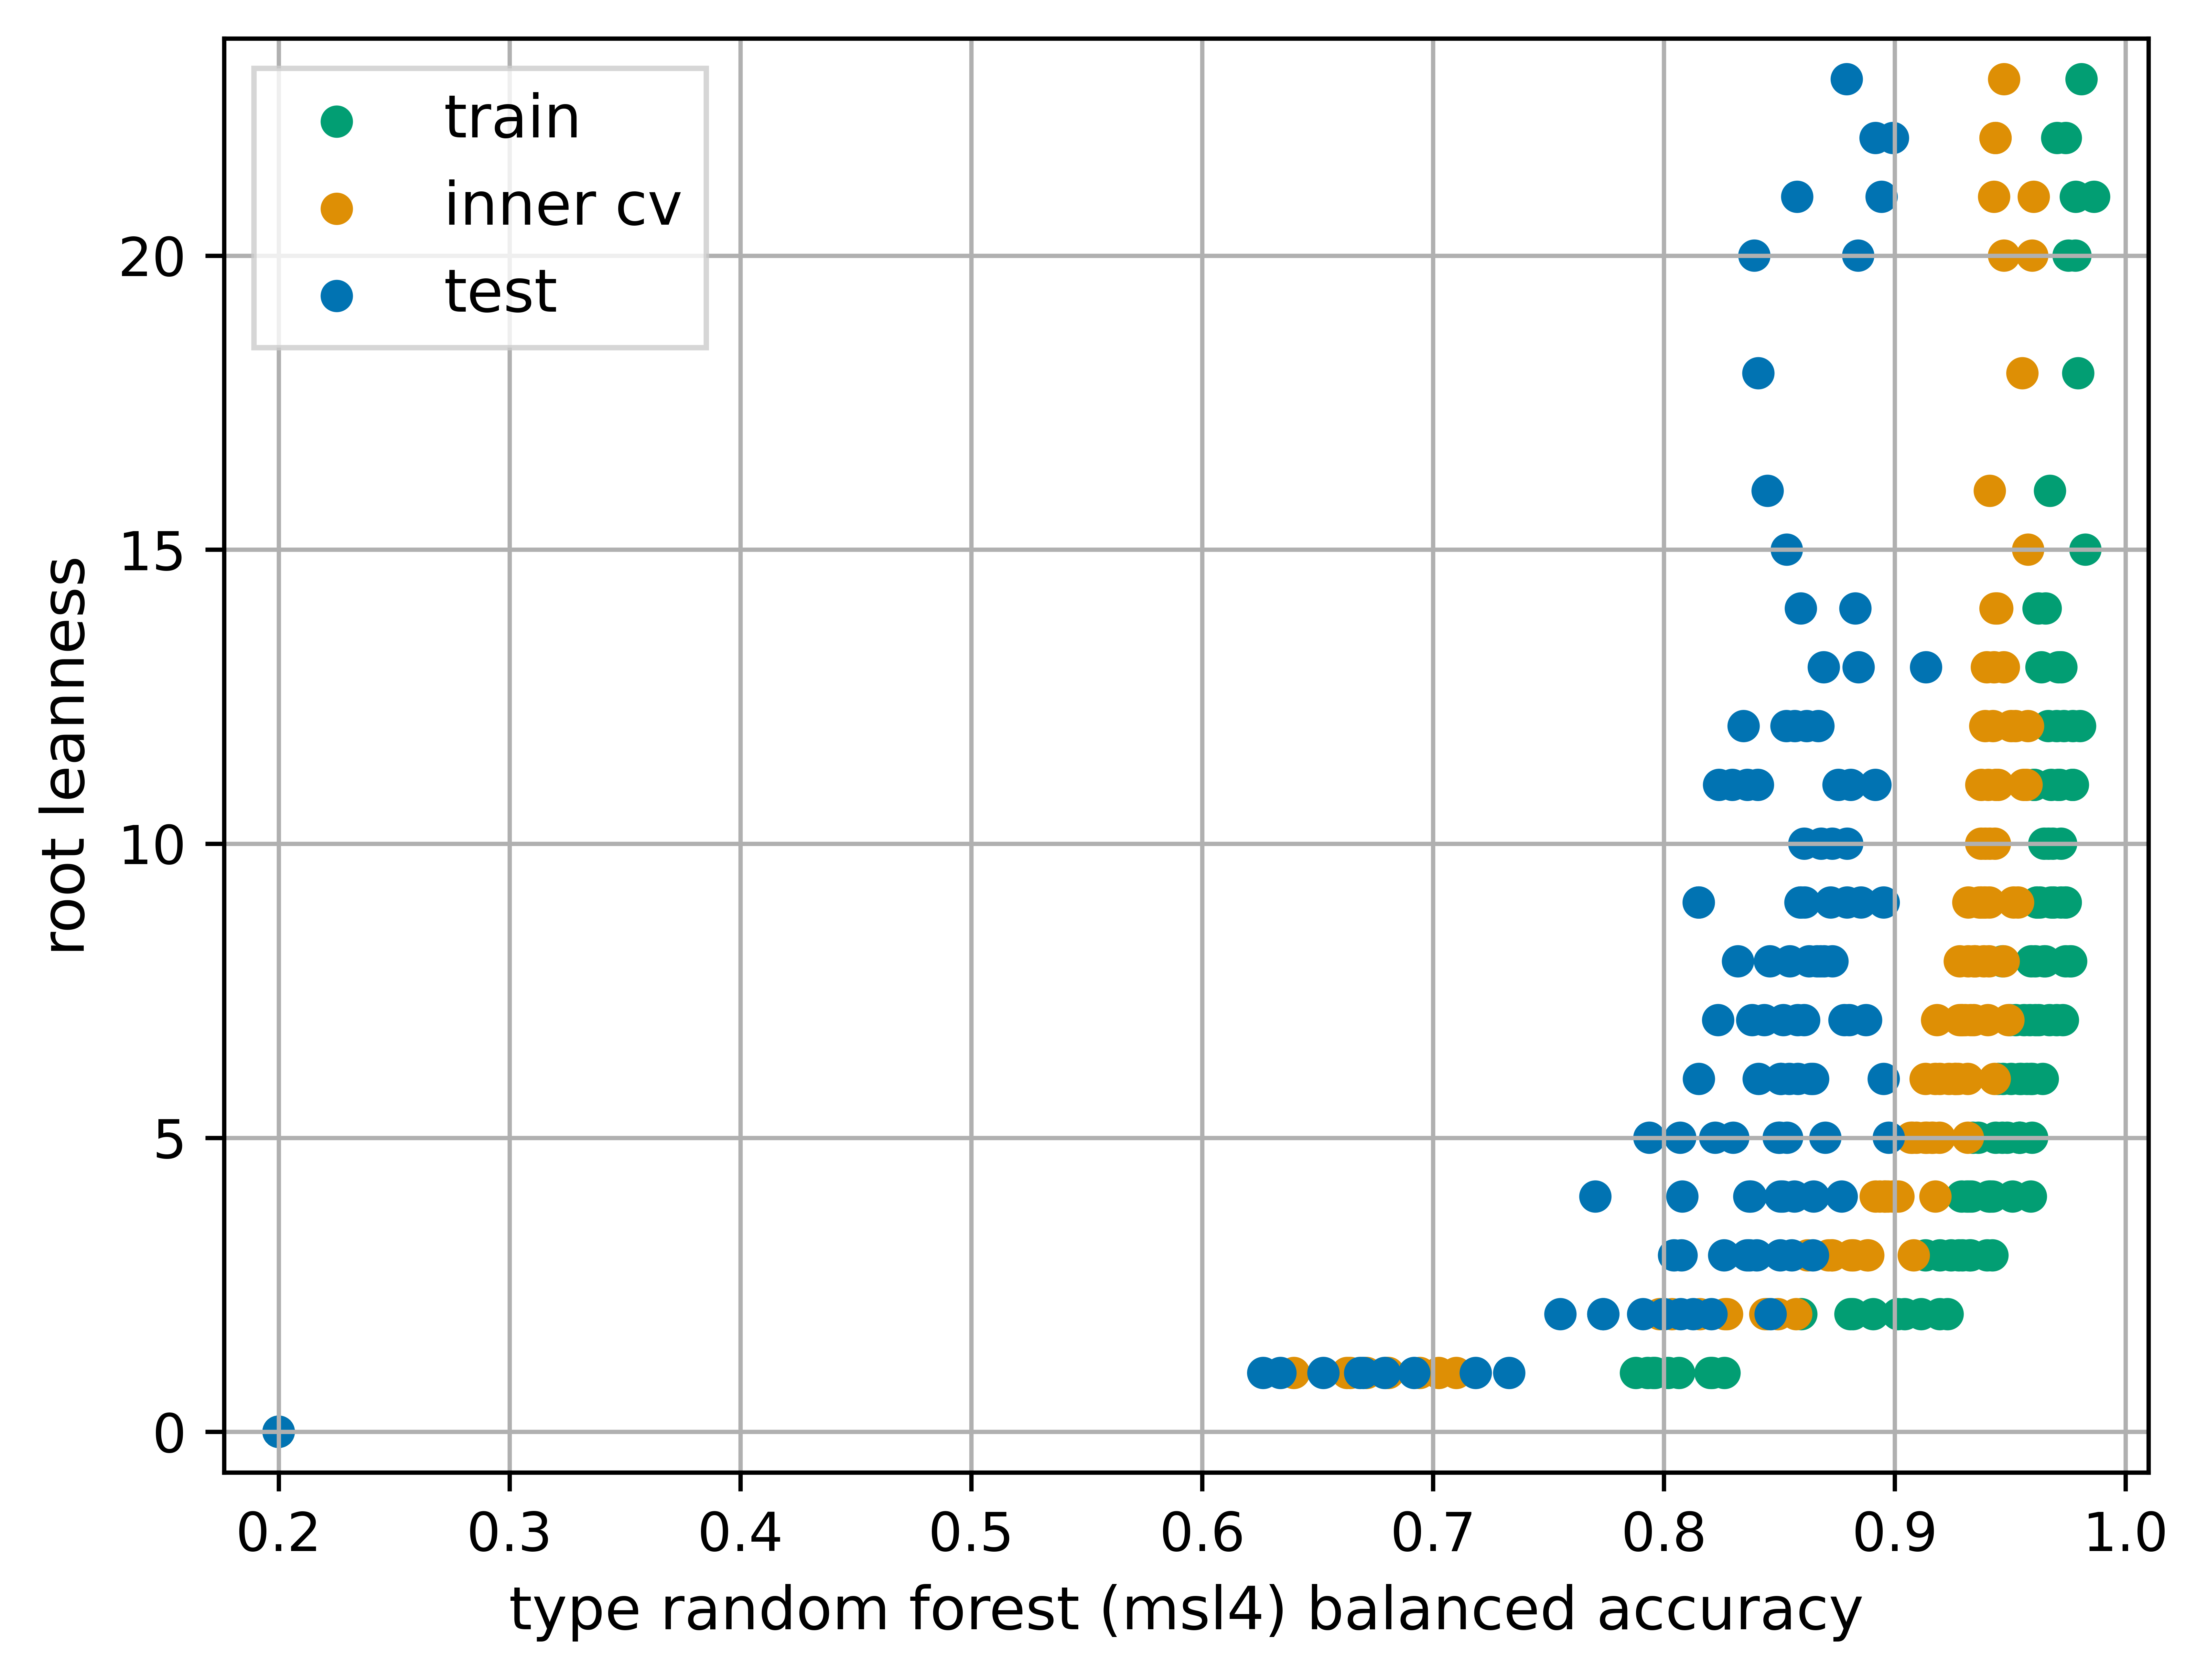 train
inner cv
test
root leanness
20
15
10
5
0
0.2 0.3 0.4 0.5 0.6 0.7 0.8 0.9 1.0
type random forest (msl4) balanced accuracy